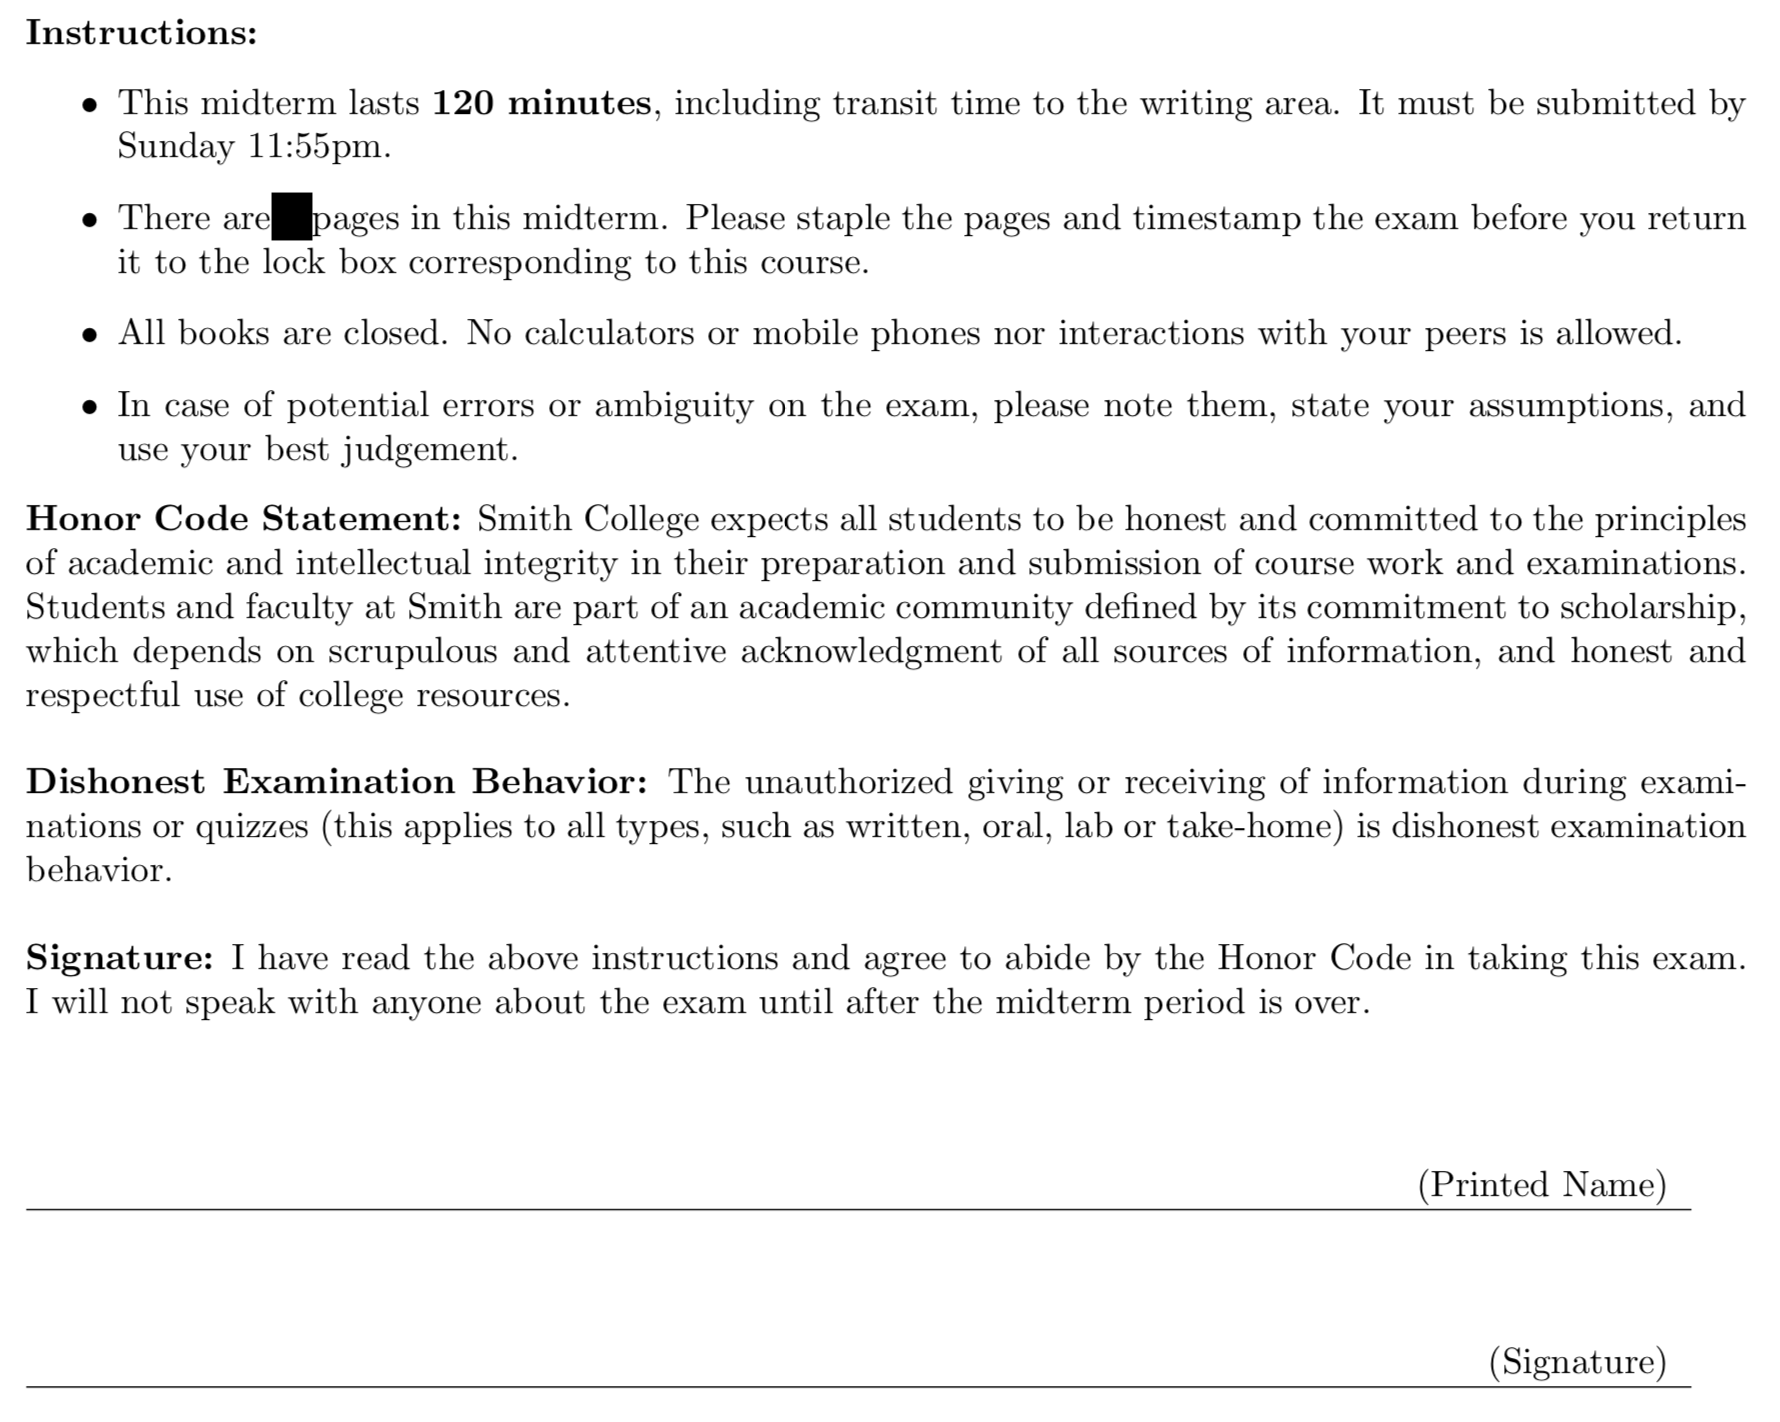 Instructions:
• This midterm lasts 120 minutes, including transit time to the writing area. It must be submitted by
Sunday 11:55pm.
• There are pages in this midterm. Please staple the pages and timestamp the exam before you return
it to the lock box corresponding to this course.
• All books are closed. No calculators or mobile phones nor interactions with your peers is allowed.
• In case of potential errors or ambiguity on the exam, please note them, state your assumptions, and
use your best judgement.
Honor Code Statement: Smith College expects all students to be honest and committed to the principles
of academic and intellectual integrity in their preparation and submission of course work and examinations.
Students and faculty at Smith are part of an academic community defined by its commitment to scholarship,
which depends on scrupulous and attentive acknowledgment of all sources of information, and honest and
respectful use of college resources.
Dishonest Examination Behavior: The unauthorized giving or receiving of information during exami-
nations or quizzes (this applies to all types, such as written, oral, lab or take-home) is dishonest examination
behavior.
Signature: I have read the above instructions and agree to abide by the Honor Code in taking this exam.
I will not speak with anyone about the exam until after the midterm period is over.
(Printed Name)
(Signature)